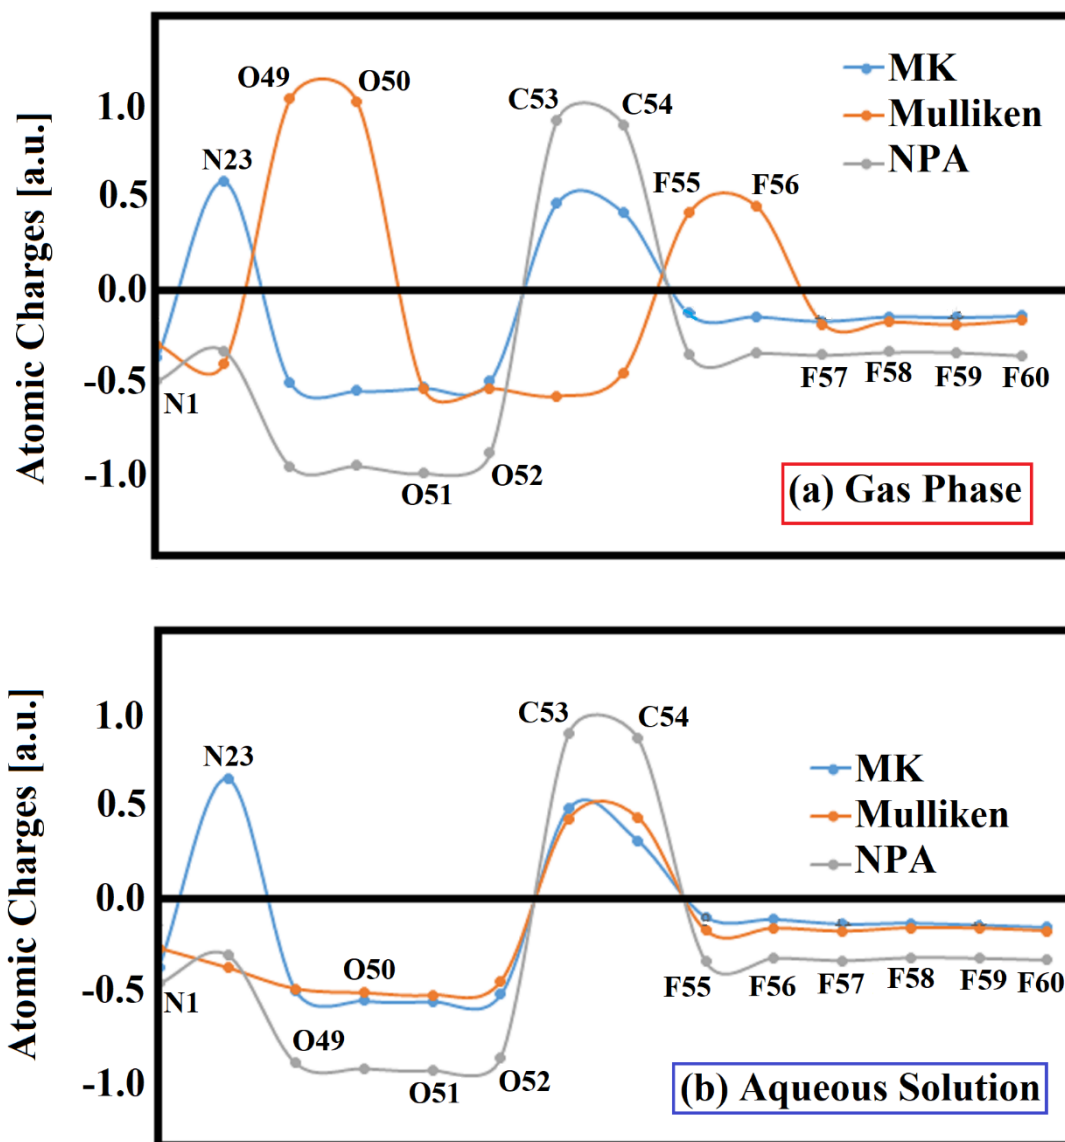 O49
O50
C53
C54
MK
Mulliken
NPA
1.0
N23
F55
F56
0.5
0.0
-0.5
N1
F57
F58
F59
F60
-1.0
O51
O52
Atomic Charges [a.u.]
(a) Gas Phase
1.0
C53
C54
N23
MK
Mulliken
NPA
0.5
0.0
-0.5
N1
O50
F55
F56
F57
F58
F59
F60
O49
-1.0
O51
O52
Atomic Charges [a.u.]
(b) Aqueous Solution